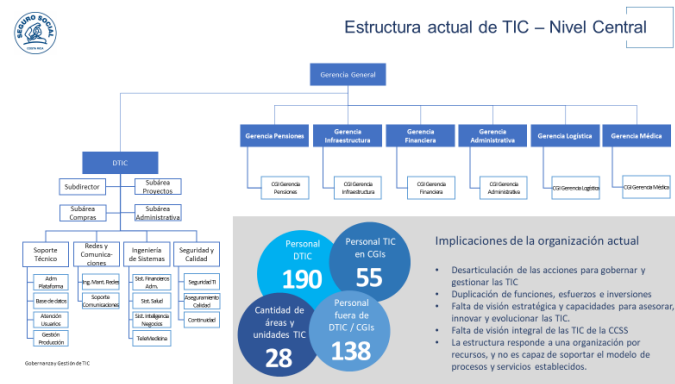 Estructura actual de TIC – Nivel Central
SEGURO SOCIAL
COSTA RICA
Gerencia General
Gerencia Pensiones
Gerencia
Infraestructura
Gerencia
Financiera
Gerencia
Administrativa
Gerencia Logística
Gerencia Médica
CGI Gerencia
Pensiones
CGI Gerencia
Infraestructura
CGI Gerencia
Financiera
CGI Gerencia
Administrativa
CGI Gerencia Logística
CGI Gerencia Médica
DTIC
Subdirector
Subárea
Proyectos
Subárea
Compras
Subárea
Administrativa
Soporte
Técnico
Redes y
Comunica-
ciones
Ingeniería
de Sistemas
Seguridad y
Calidad
Adm.
Plataforma
Base de datos
Atención
Usuarios
Gestión
Producción
Ing. Mant. Redes
Soporte
Comunicaciones
Sist. Financieros
Adm.
Sist. Salud
Sist. Inteligencia
Negocios
TeleMedicina
Seguridad TI
Aseguramiento
Calidad
Continuidad
Gobernanza y Gestión de TIC
Personal
DTIC
190
Personal TIC
en CGIs
55
Cantidad de
áreas y
unidades TIC
28
Personal
fuera de
DTIC / CGIs
138
Implicaciones de la organización actual
• Desarticulación de las acciones para gobernar y
gestionar las TIC
• Duplicación de funciones, esfuerzos e inversiones
• Falta de visión estratégica y capacidades para asesorar,
innovar y evolucionar las TIC.
• Falta de visión integral de las TIC de la CCSS
• La estructura responde a una organización por
recursos, y no es capaz de soportar el modelo de
procesos y servicios establecidos.